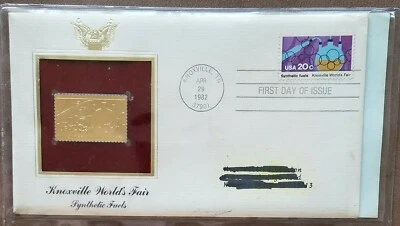 KNOXVILLE, TN
APR
29
1982
37901
USA 20c
Synthetic fuels Knoxville World's Fair
FIRST DAY OF ISSUE
Knoxville World's Fair
Synthetic Fuels